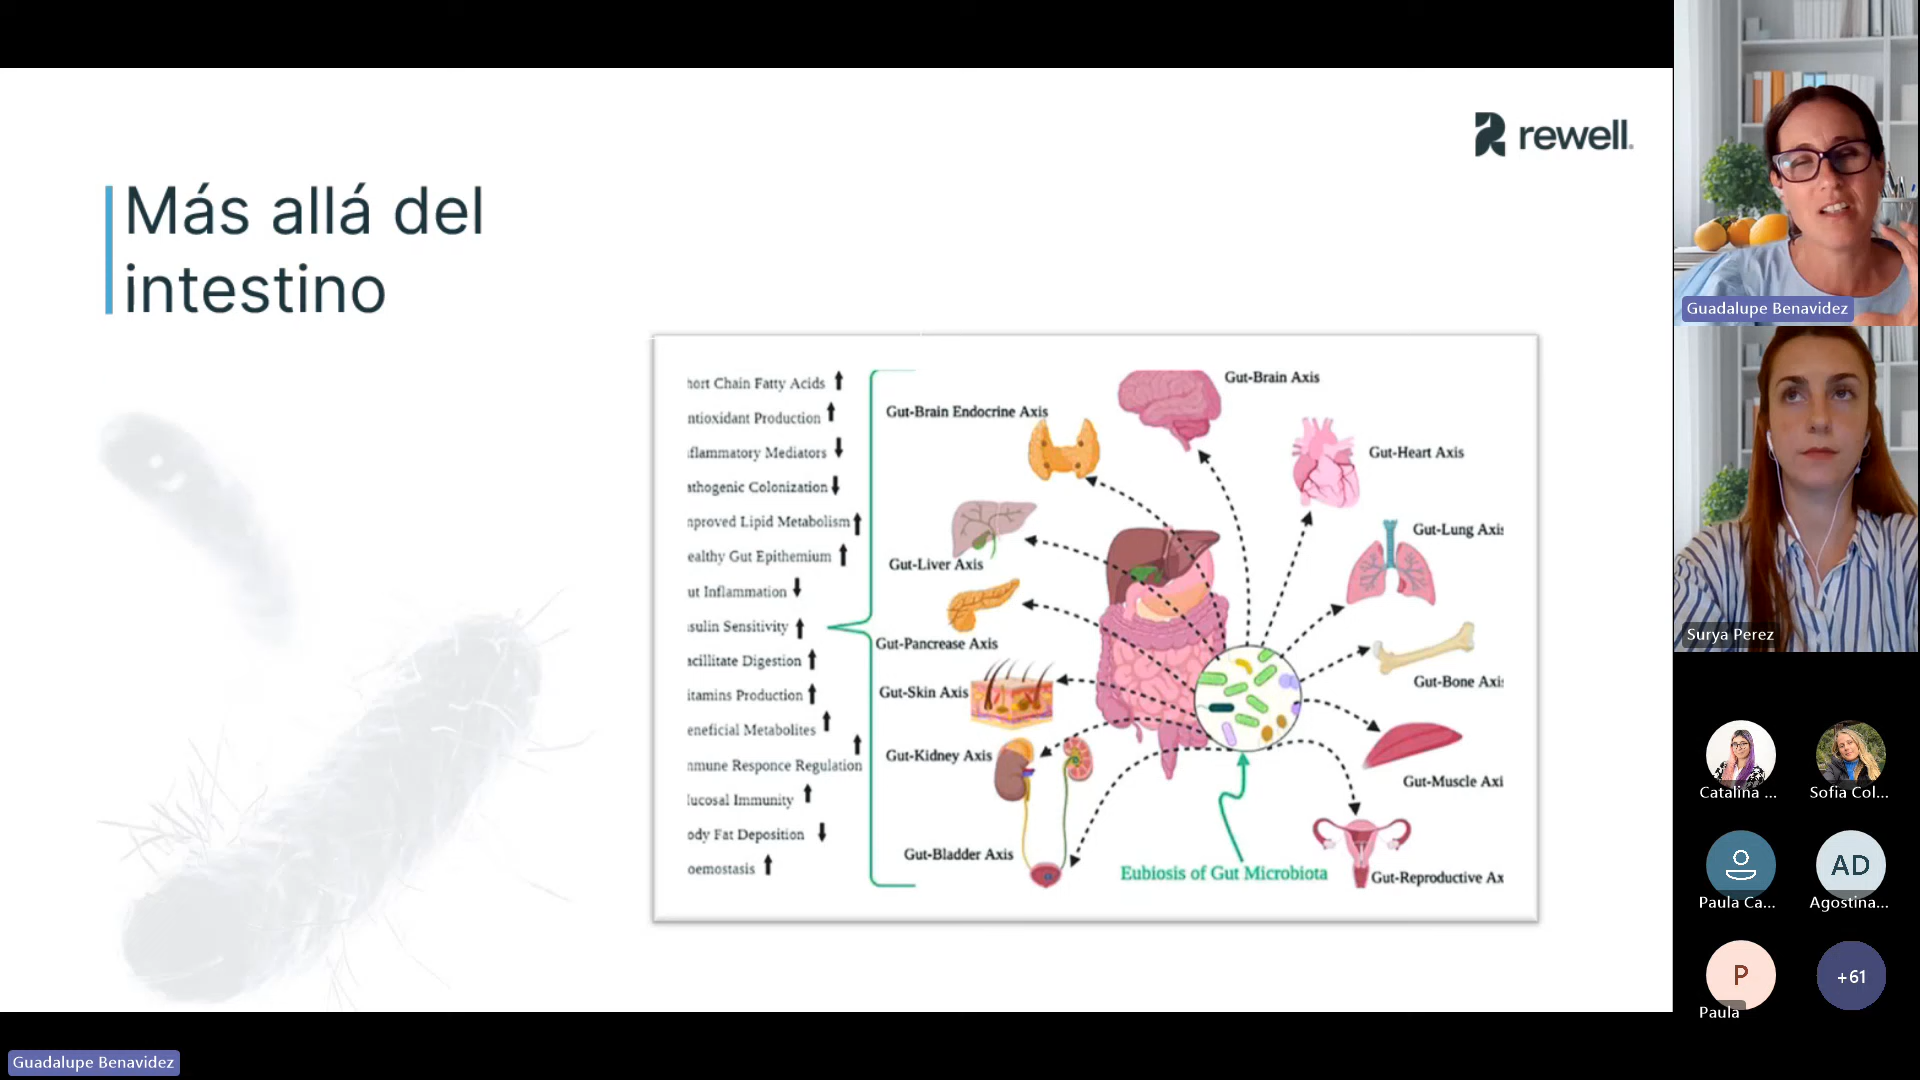 rewell.
Más allá del
intestino
hort Chain Fatty Acids
ntioxidant Production
flammatory Mediators
athogenic Colonization
nproved Lipid Metabolism
ealthy Gut Epithemium
ut Inflammation
sulin Sensitivity
acillitate Digestion
itamins Production
eneficial Metabolites
nmune Responce Regulation
lucosal Immunity
ody Fat Deposition
oemostasis
Gut-Brain Axis
Gut-Brain Endocrine Axis
Gut-Heart Axis
Gut-Lung Axis
Gut-Liver Axis
Gut-Pancrease Axis
Gut-Bone Axis
Gut-Skin Axis
Gut-Kidney Axis
Gut-Muscle Axi
Gut-Bladder Axis
Eubiosis of Gut Microbiota
Gut-Reproductive Ax
Guadalupe Benavidez
Surya Perez
Catalina ...
Sofia Col...
Paula Ca...
AD
Agostina...
P
Paula
+61
Guadalupe Benavidez